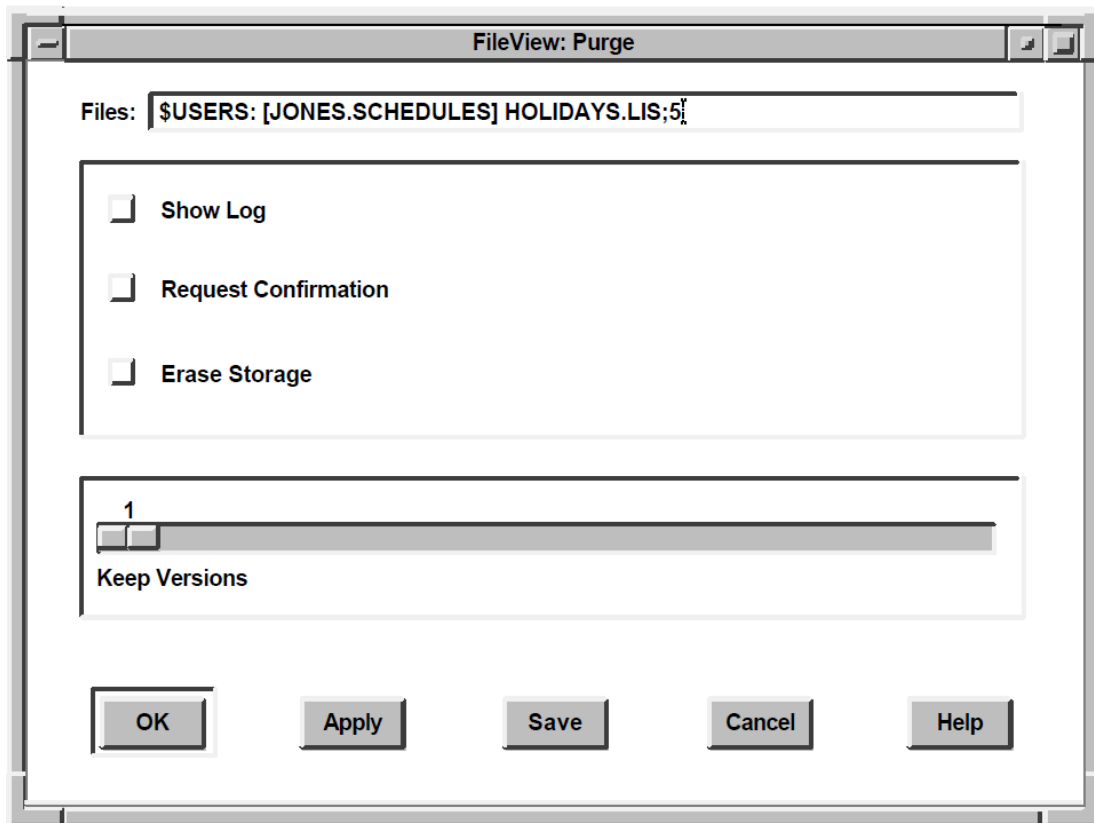 FileView: Purge
Files: $USERS: [JONES.SCHEDULES] HOLIDAYS.LIS;5
Show Log
Request Confirmation
Erase Storage
1
Keep Versions
OK Apply Save Cancel Help